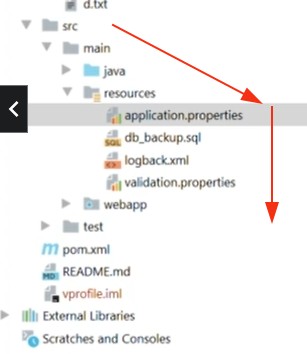 d.txt
src
main
java
resources
application.properties
db_backup.sql
logback.xml
validation.properties
webapp
test
pom.xml
README.md
vprofile.iml
External Libraries
Scratches and Consoles